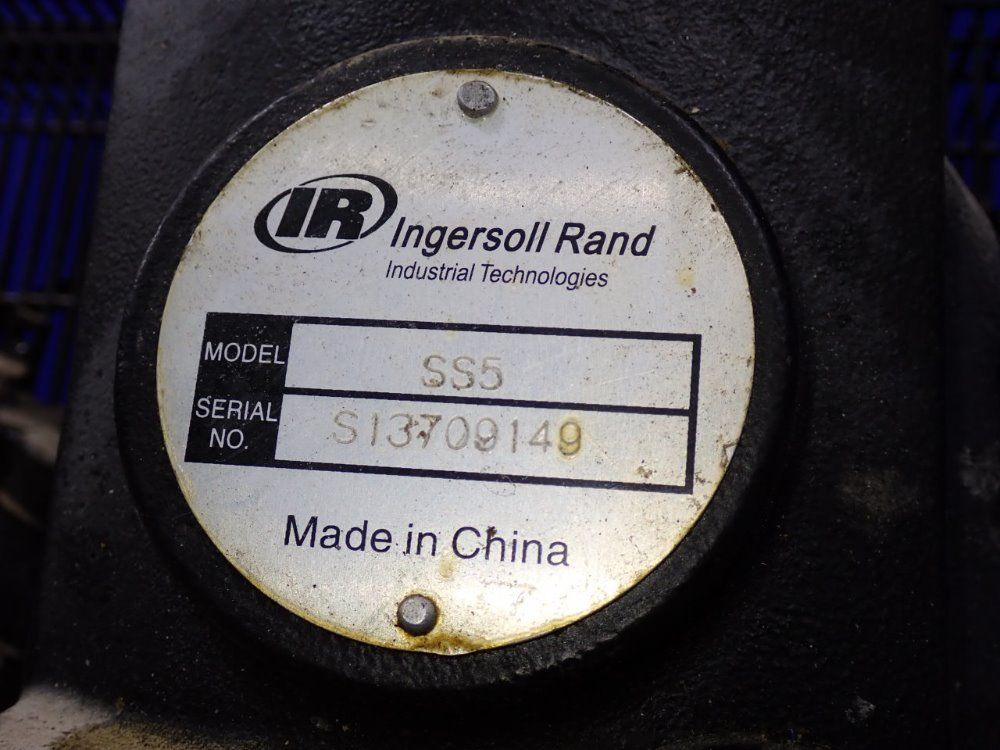 IR Ingersoll Rand
Industrial Technologies
MODEL SS5
SERIAL NO. S13709149
Made in China